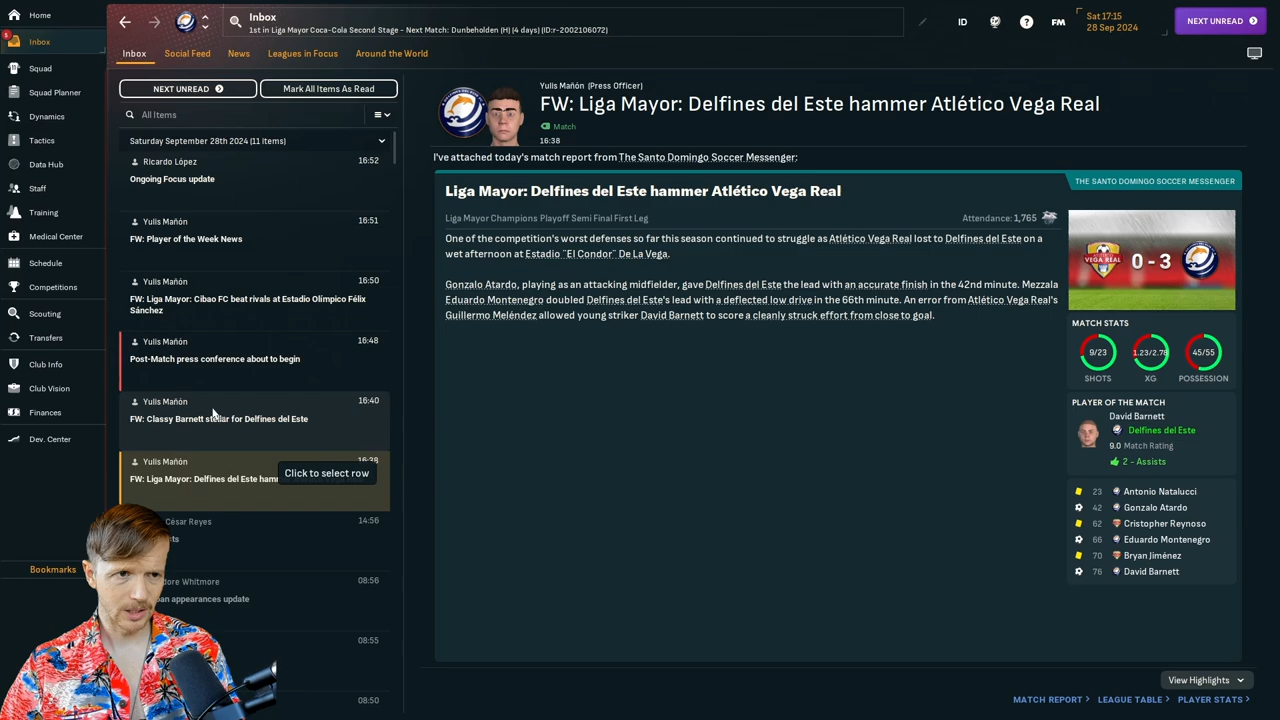 Home
Inbox
1st in Liga Mayor Coca-Cola Second Stage - Next Match: Dunbeholden (H) (4 days) (ID:r-2002106072)
ID
FM
Sat 17:15
28 Sep 2024
NEXT UNREAD
5
Inbox
Squad
Squad Planner
Dynamics
Tactics
Data Hub
Staff
Training
Medical Center
Schedule
Competitions
Scouting
Transfers
Club Info
Club Vision
Finances
Dev. Center
Bookmarks
Inbox
Social Feed
News
Leagues in Focus
Around the World
NEXT UNREAD
Mark All Items As Read
All Items
Saturday September 28th 2024 (11 items)
Ricardo López
16:52
Ongoing Focus update
Yulis Mañón
16:51
FW: Player of the Week News
Yulis Mañón
16:50
FW: Liga Mayor: Cibao FC beat rivals at Estadio Olímpico Félix
Sánchez
Yulis Mañón
16:48
Post-Match press conference about to begin
Yulis Mañón
16:40
FW: Classy Barnett stellar for Delfines del Este
Yulis Mañón
16:38
FW: Liga Mayor: Delfines del Este
Click to select row
César Reyes
14:56
Whitmore
08:56
appearances update
08:55
08:50
Yulis Mañón (Press Officer)
FW: Liga Mayor: Delfines del Este hammer Atlético Vega Real
Match
16:38
I've attached today's match report from The Santo Domingo Soccer Messenger:
Liga Mayor: Delfines del Este hammer Atlético Vega Real
THE SANTO DOMINGO SOCCER MESSENGER
Liga Mayor Champions Playoff Semi Final First Leg
Attendance: 1,765
One of the competition's worst defenses so far this season continued to struggle as Atlético Vega Real lost to Delfines del Este on a
wet afternoon at Estadio ¨El Condor¨ De La Vega.
Gonzalo Atardo, playing as an attacking midfielder, gave Delfines del Este the lead with an accurate finish in the 42nd minute. Mezzala
Eduardo Montenegro doubled Delfines del Este's lead with a deflected low drive in the 66th minute. An error from Atlético Vega Real's
Guillermo Meléndez allowed young striker David Barnett to score a cleanly struck effort from close to goal.
VEGA REAL
0 - 3
MATCH STATS
9/23
1.23/2.78
45/55
SHOTS
XG
POSSESSION
PLAYER OF THE MATCH
David Barnett
Delfines del Este
9.0 Match Rating
2 - Assists
23 Antonio Natalucci
42 Gonzalo Atardo
62 Cristopher Reynoso
66 Eduardo Montenegro
70 Bryan Jiménez
76 David Barnett
View Highlights
MATCH REPORT >
LEAGUE TABLE >
PLAYER STATS >